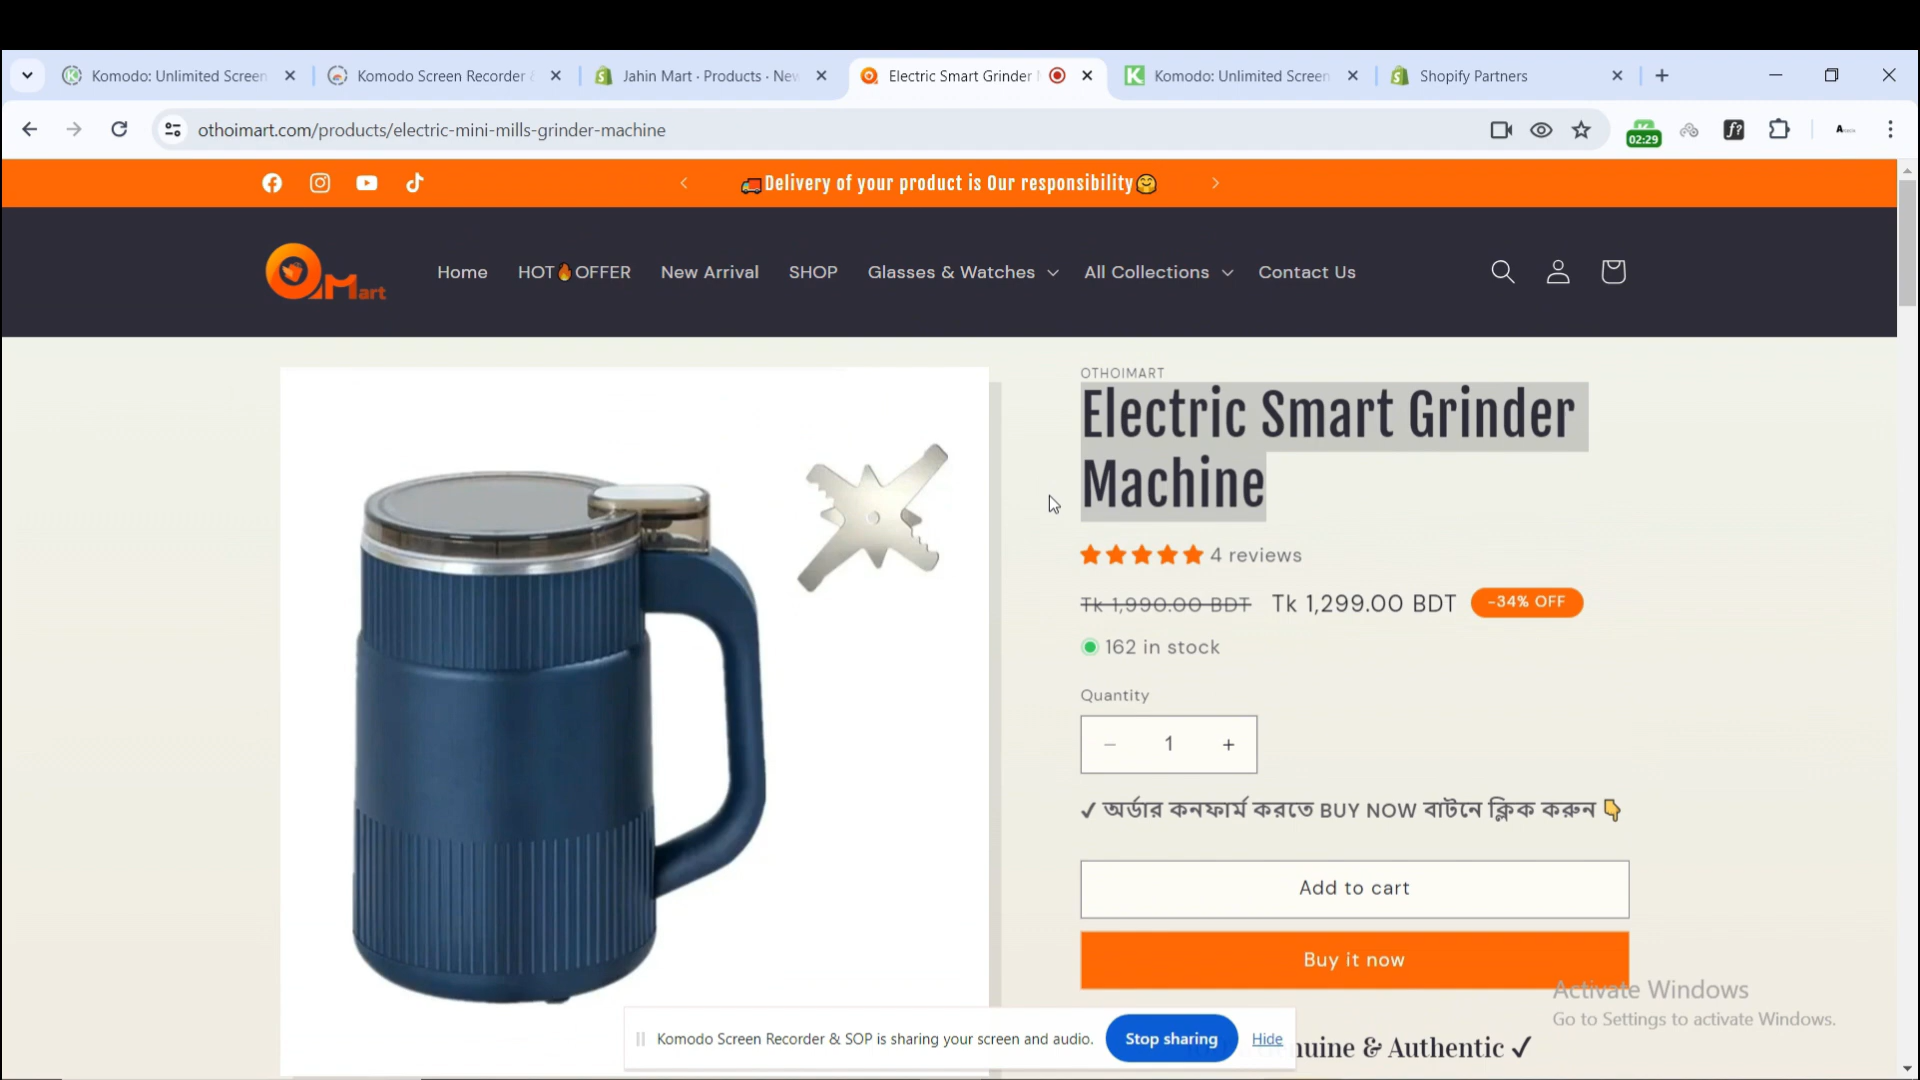 Komodo: Unlimited Screen
Komodo Screen Recorder &
Jahin Mart · Products · New
Electric Smart Grinder
Komodo: Unlimited Screen
Shopify Partners
othoimart.com/products/electric-mini-mills-grinder-machine
02:29
🚚Delivery of your product is Our responsibility🤗
Mart
Home
HOT🔥OFFER
New Arrival
SHOP
Glasses & Watches
All Collections
Contact Us
OTHOIMART
Electric Smart Grinder
Machine
4 reviews
Tk 1,990.00 BDT Tk 1,299.00 BDT -34% OFF
162 in stock
Quantity
1
✓ অর্ডার কনফার্ম করতে BUY NOW বাটনে ক্লিক করুন 👇
Add to cart
Buy it now
Activate Windows
Go to Settings to activate Windows.
Komodo Screen Recorder & SOP is sharing your screen and audio.
Stop sharing
Hide
& Authentic ✓